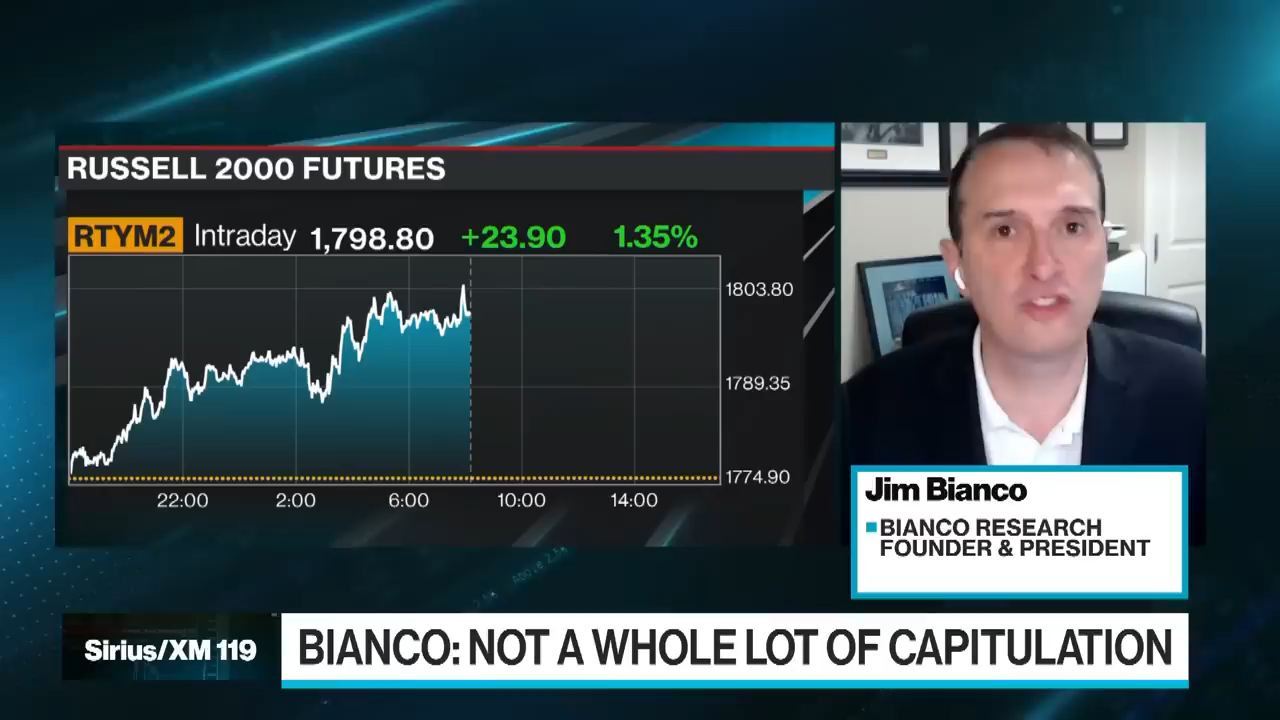 RUSSELL 2000 FUTURES
RTYM2 Intraday 1,798.80 +23.90 1.35%
1803.80
1789.35
1774.90
22:00 2:00 6:00 10:00 14:00
Jim Bianco
BIANCO RESEARCH
FOUNDER & PRESIDENT
Sirius/XM 119
BIANCO: NOT A WHOLE LOT OF CAPITULATION